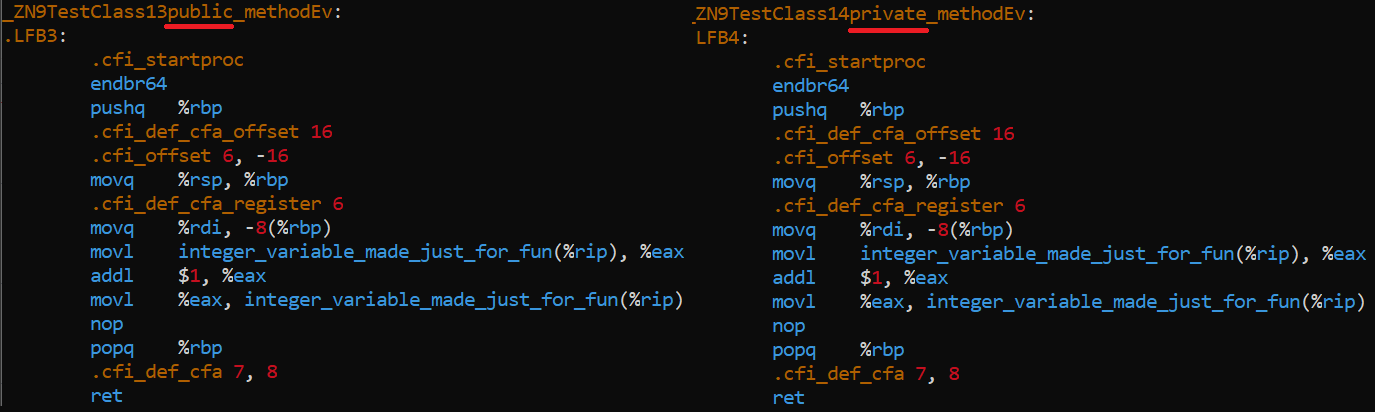 _ZN9TestClass13public_methodEv:
.LFB3:
.cfi_startproc
endbr64
pushq %rbp
.cfi_def_cfa_offset 16
.cfi_offset 6, -16
movq %rsp, %rbp
.cfi_def_cfa_register 6
movq %rdi, -8(%rbp)
movl integer_variable_made_just_for_fun(%rip), %eax
addl $1, %eax
movl %eax, integer_variable_made_just_for_fun(%rip)
nop
popq %rbp
.cfi_def_cfa 7, 8
ret
_ZN9TestClass14private_methodEv:
LFB4:
.cfi_startproc
endbr64
pushq %rbp
.cfi_def_cfa_offset 16
.cfi_offset 6, -16
movq %rsp, %rbp
.cfi_def_cfa_register 6
movq %rdi, -8(%rbp)
movl integer_variable_made_just_for_fun(%rip), %eax
addl $1, %eax
movl %eax, integer_variable_made_just_for_fun(%rip)
nop
popq %rbp
.cfi_def_cfa 7, 8
ret